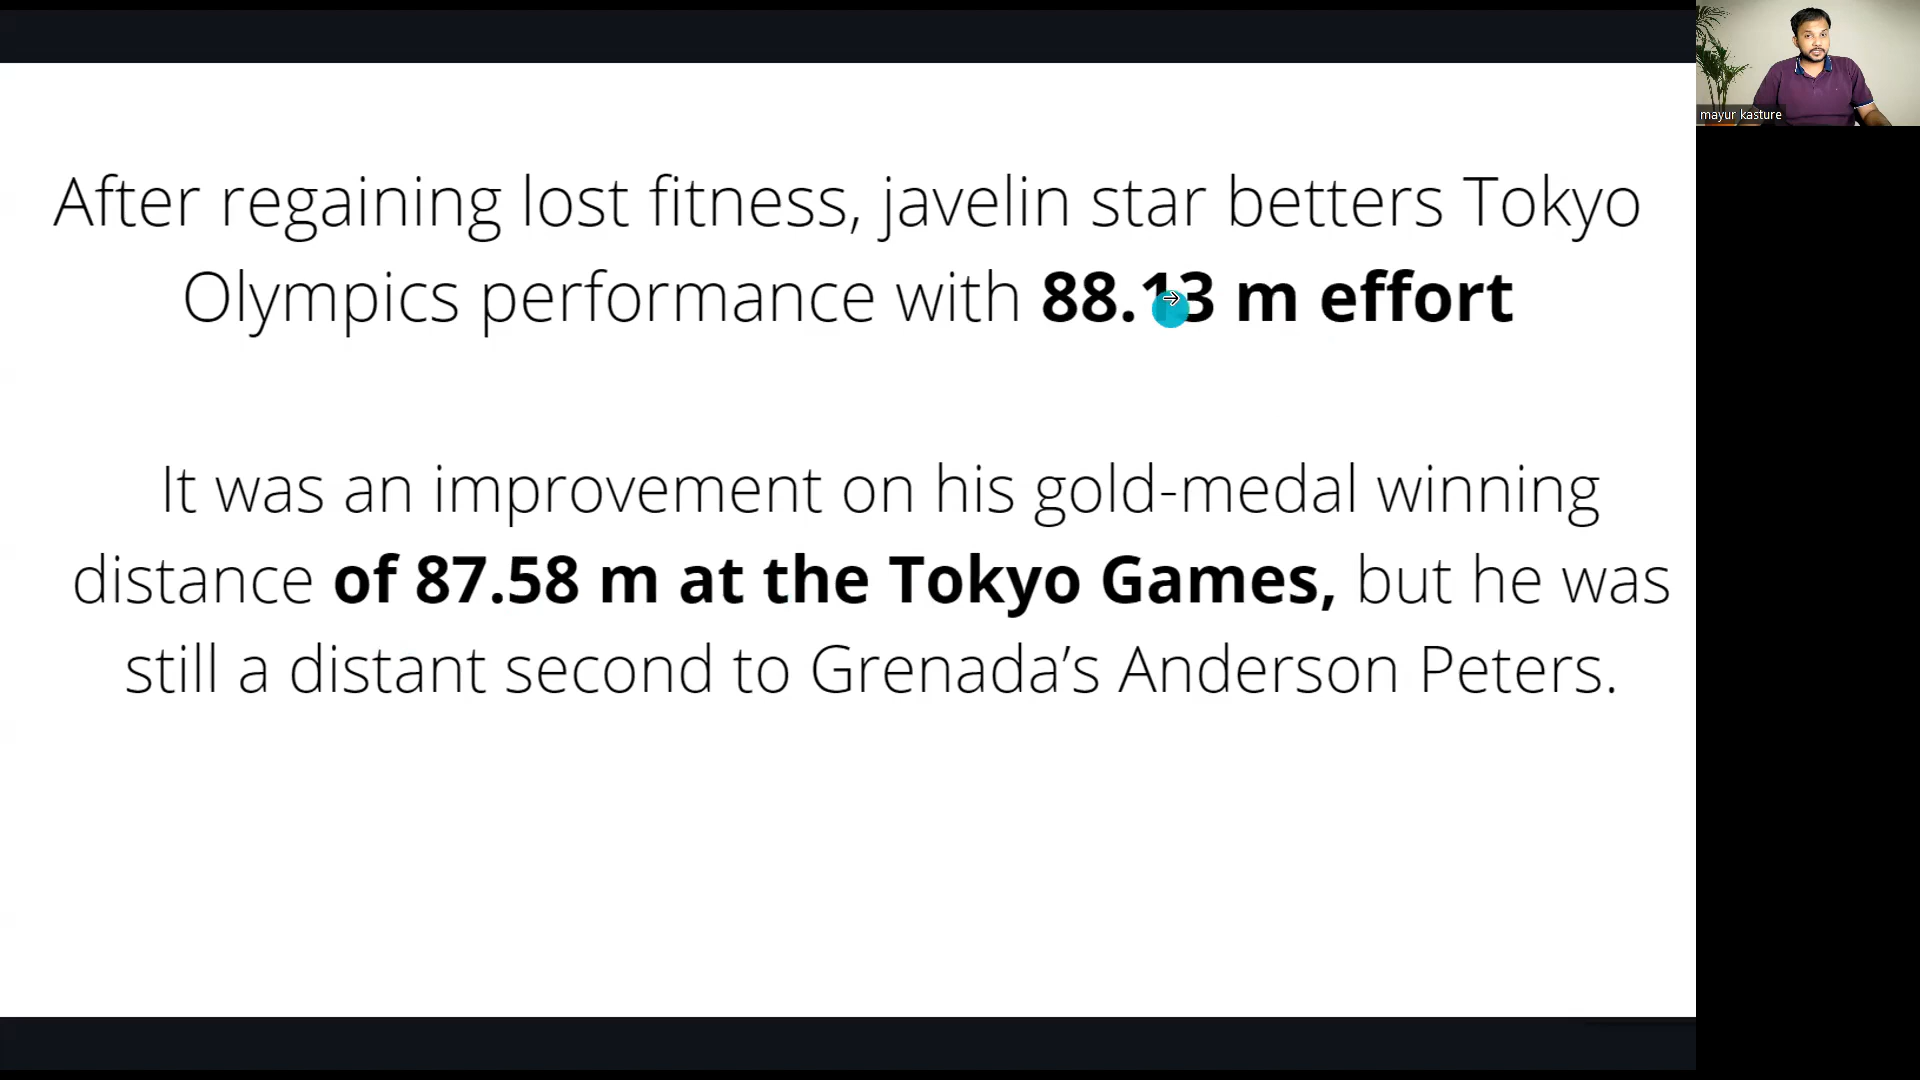 After regaining lost fitness, javelin star betters Tokyo
Olympics performance with 88.13 m effort
It was an improvement on his gold-medal winning
distance of 87.58 m at the Tokyo Games, but he was
still a distant second to Grenada’s Anderson Peters.
mayur kasture